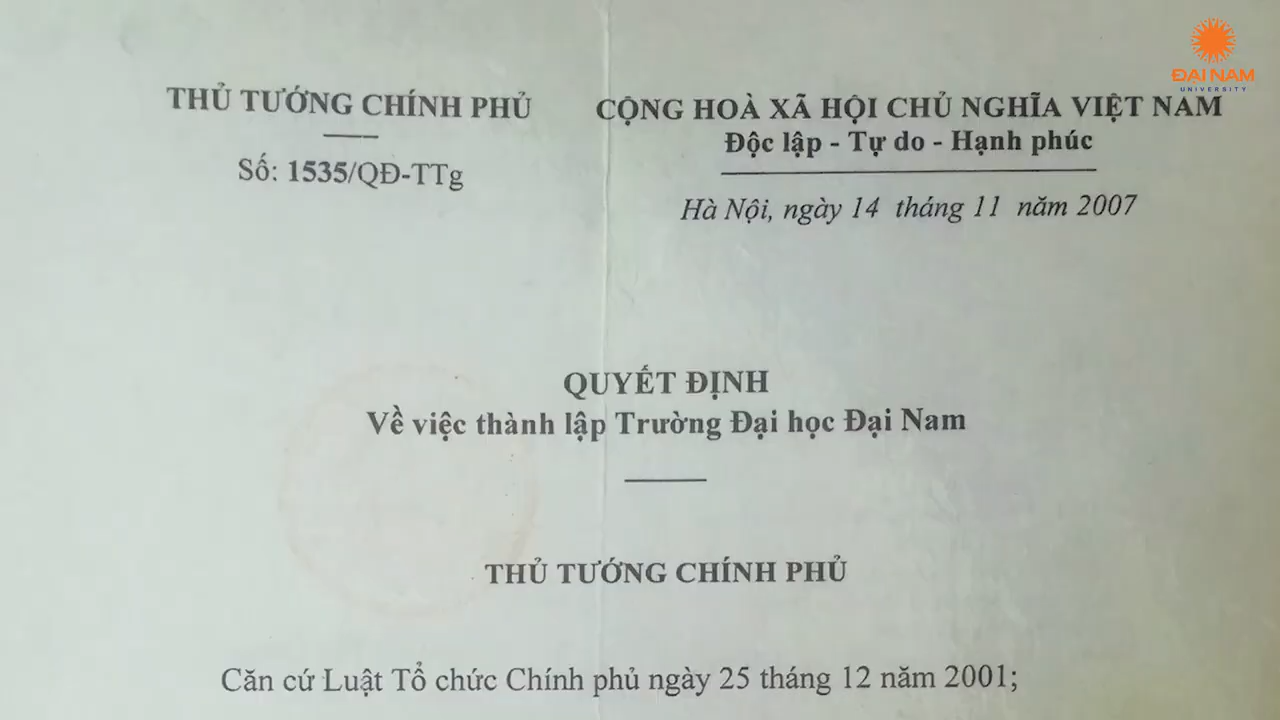 ĐẠI NAM
UNIVERSITY
THỦ TƯỚNG CHÍNH PHỦ
Số: 1535/QĐ-TTg
CỘNG HOÀ XÃ HỘI CHỦ NGHĨA VIỆT NAM
Độc lập - Tự do - Hạnh phúc
Hà Nội, ngày 14 tháng 11 năm 2007
QUYẾT ĐỊNH
Về việc thành lập Trường Đại học Đại Nam
THỦ TƯỚNG CHÍNH PHỦ
Căn cứ Luật Tổ chức Chính phủ ngày 25 tháng 12 năm 2001;